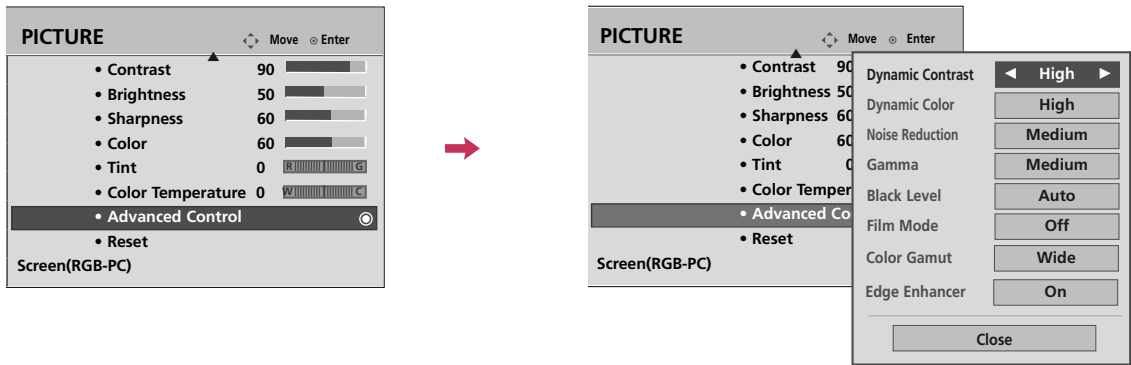 PICTURE Move Enter
• Contrast 90
• Brightness 50
• Sharpness 60
• Color 60
• Tint 0 R G
• Color Temperature 0 W C
• Advanced Control
• Reset
Screen(RGB-PC)
PICTURE Move Enter
• Contrast 90
• Brightness 50
• Sharpness 60
• Color 60
• Tint 0
• Color Temper
• Advanced Co
• Reset
Screen(RGB-PC)
Dynamic Contrast ◄ High ►
Dynamic Color High
Noise Reduction Medium
Gamma Medium
Black Level Auto
Film Mode Off
Color Gamut Wide
Edge Enhancer On
Close